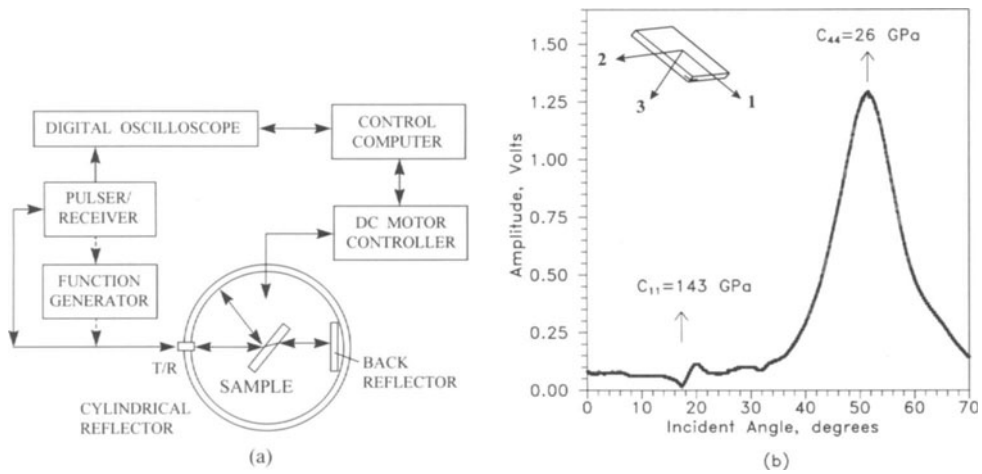 DIGITAL OSCILLOSCOPE
CONTROL
COMPUTER
PULSER/
RECEIVER
DC MOTOR
CONTROLLER
FUNCTION
GENERATOR
T/R
SAMPLE
BACK
REFLECTOR
CYLINDRICAL
REFLECTOR
(a)
Amplitude, Volts
1.50
1.25
1.00
0.75
0.50
0.25
0.00
2
3
1
C₄₄=26 GPa
C₁₁=143 GPa
0 10 20 30 40 50 60 70
Incident Angle, degrees
(b)